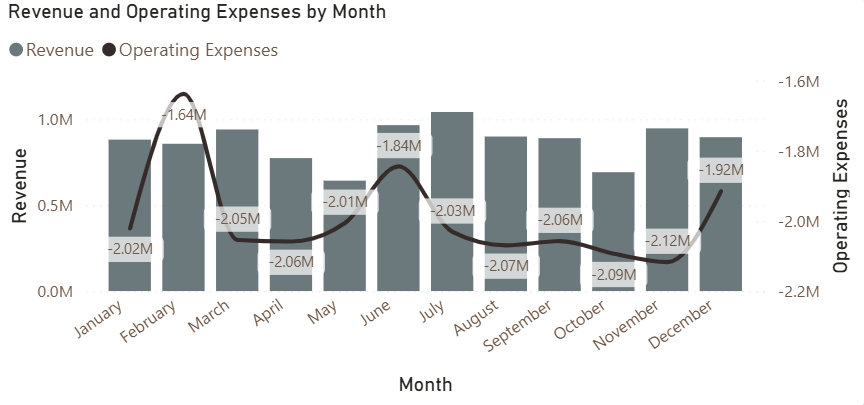 Revenue and Operating Expenses by Month
Revenue Operating Expenses
Revenue
1.0M
0.5M
0.0M
-2.02M
-1.64M
-2.05M
-2.06M
-2.01M
-1.84M
-2.03M
-2.07M
-2.06M
-2.09M
-2.12M
-1.92M
-1.6M
-1.8M
-2.0M
-2.2M
Operating Expenses
January
February
March
April
May
June
July
August
September
October
November
December
Month